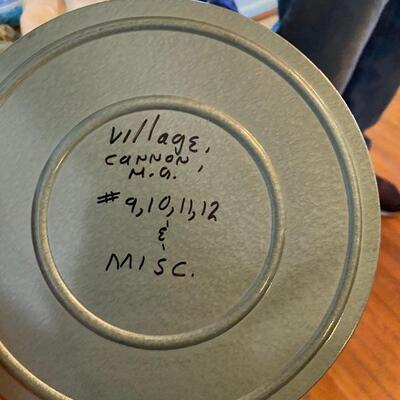 Village,
CANNON,
M.G.
# 9,10,11,12
&
MISC.